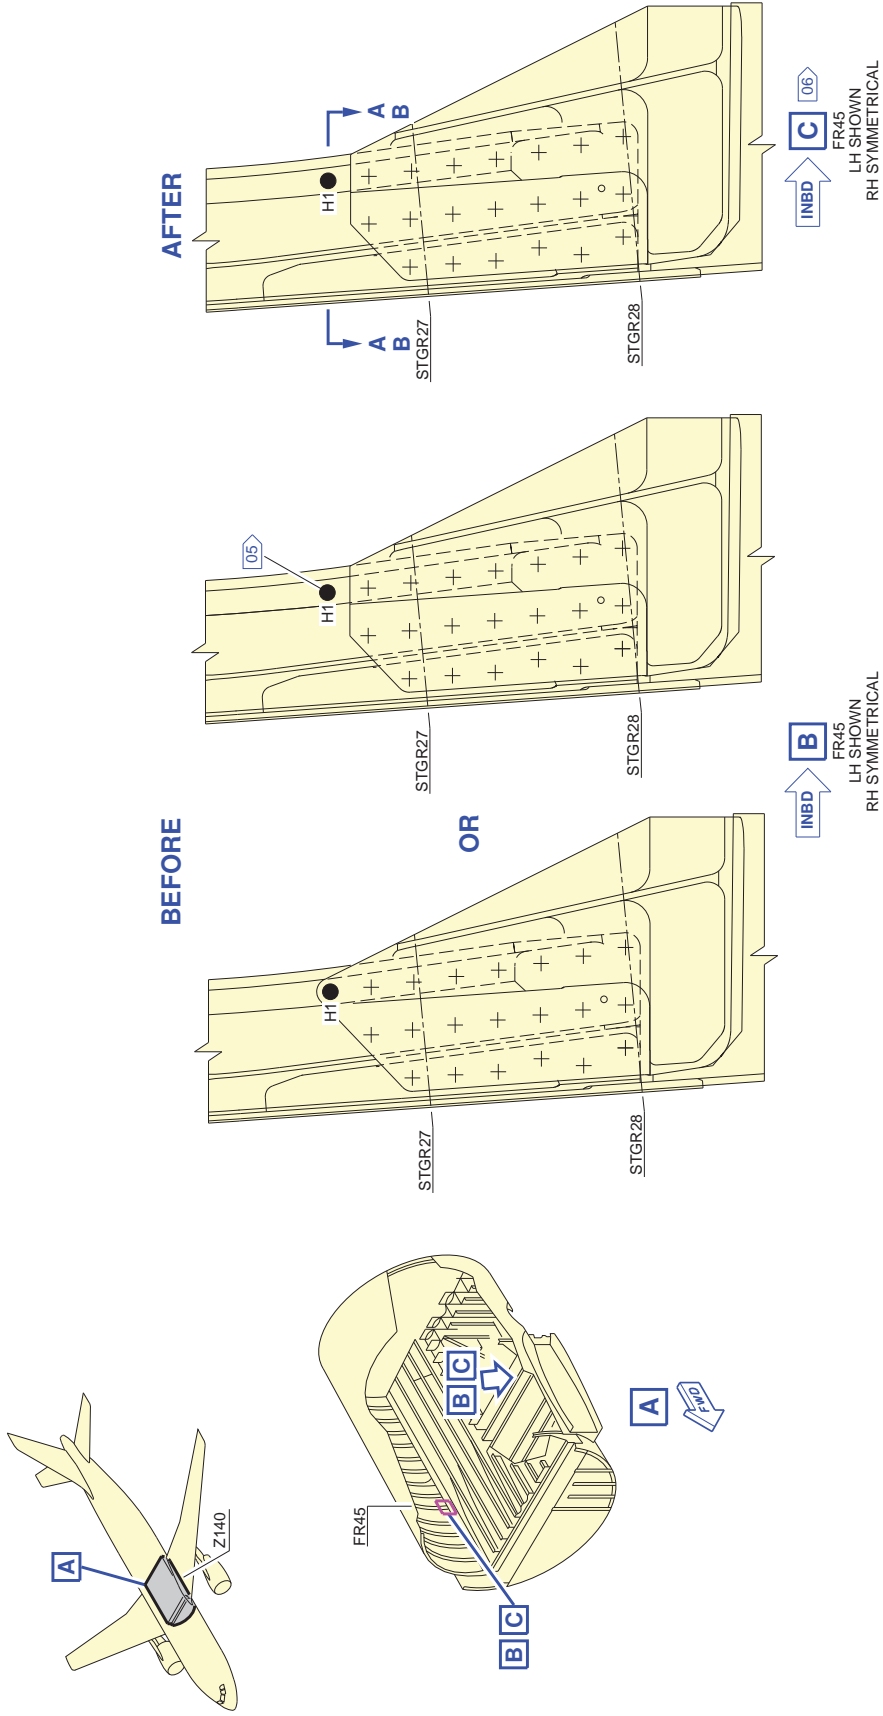 A
Z140
FR45
B C
B C
A
FWD
BEFORE
H1
STGR27
STGR28
OR
05
H1
STGR27
STGR28
INBD
B
FR45
LH SHOWN
RH SYMMETRICAL
AFTER
H1
A
B
A
B
STGR27
STGR28
INBD
C
06
FR45
LH SHOWN
RH SYMMETRICAL